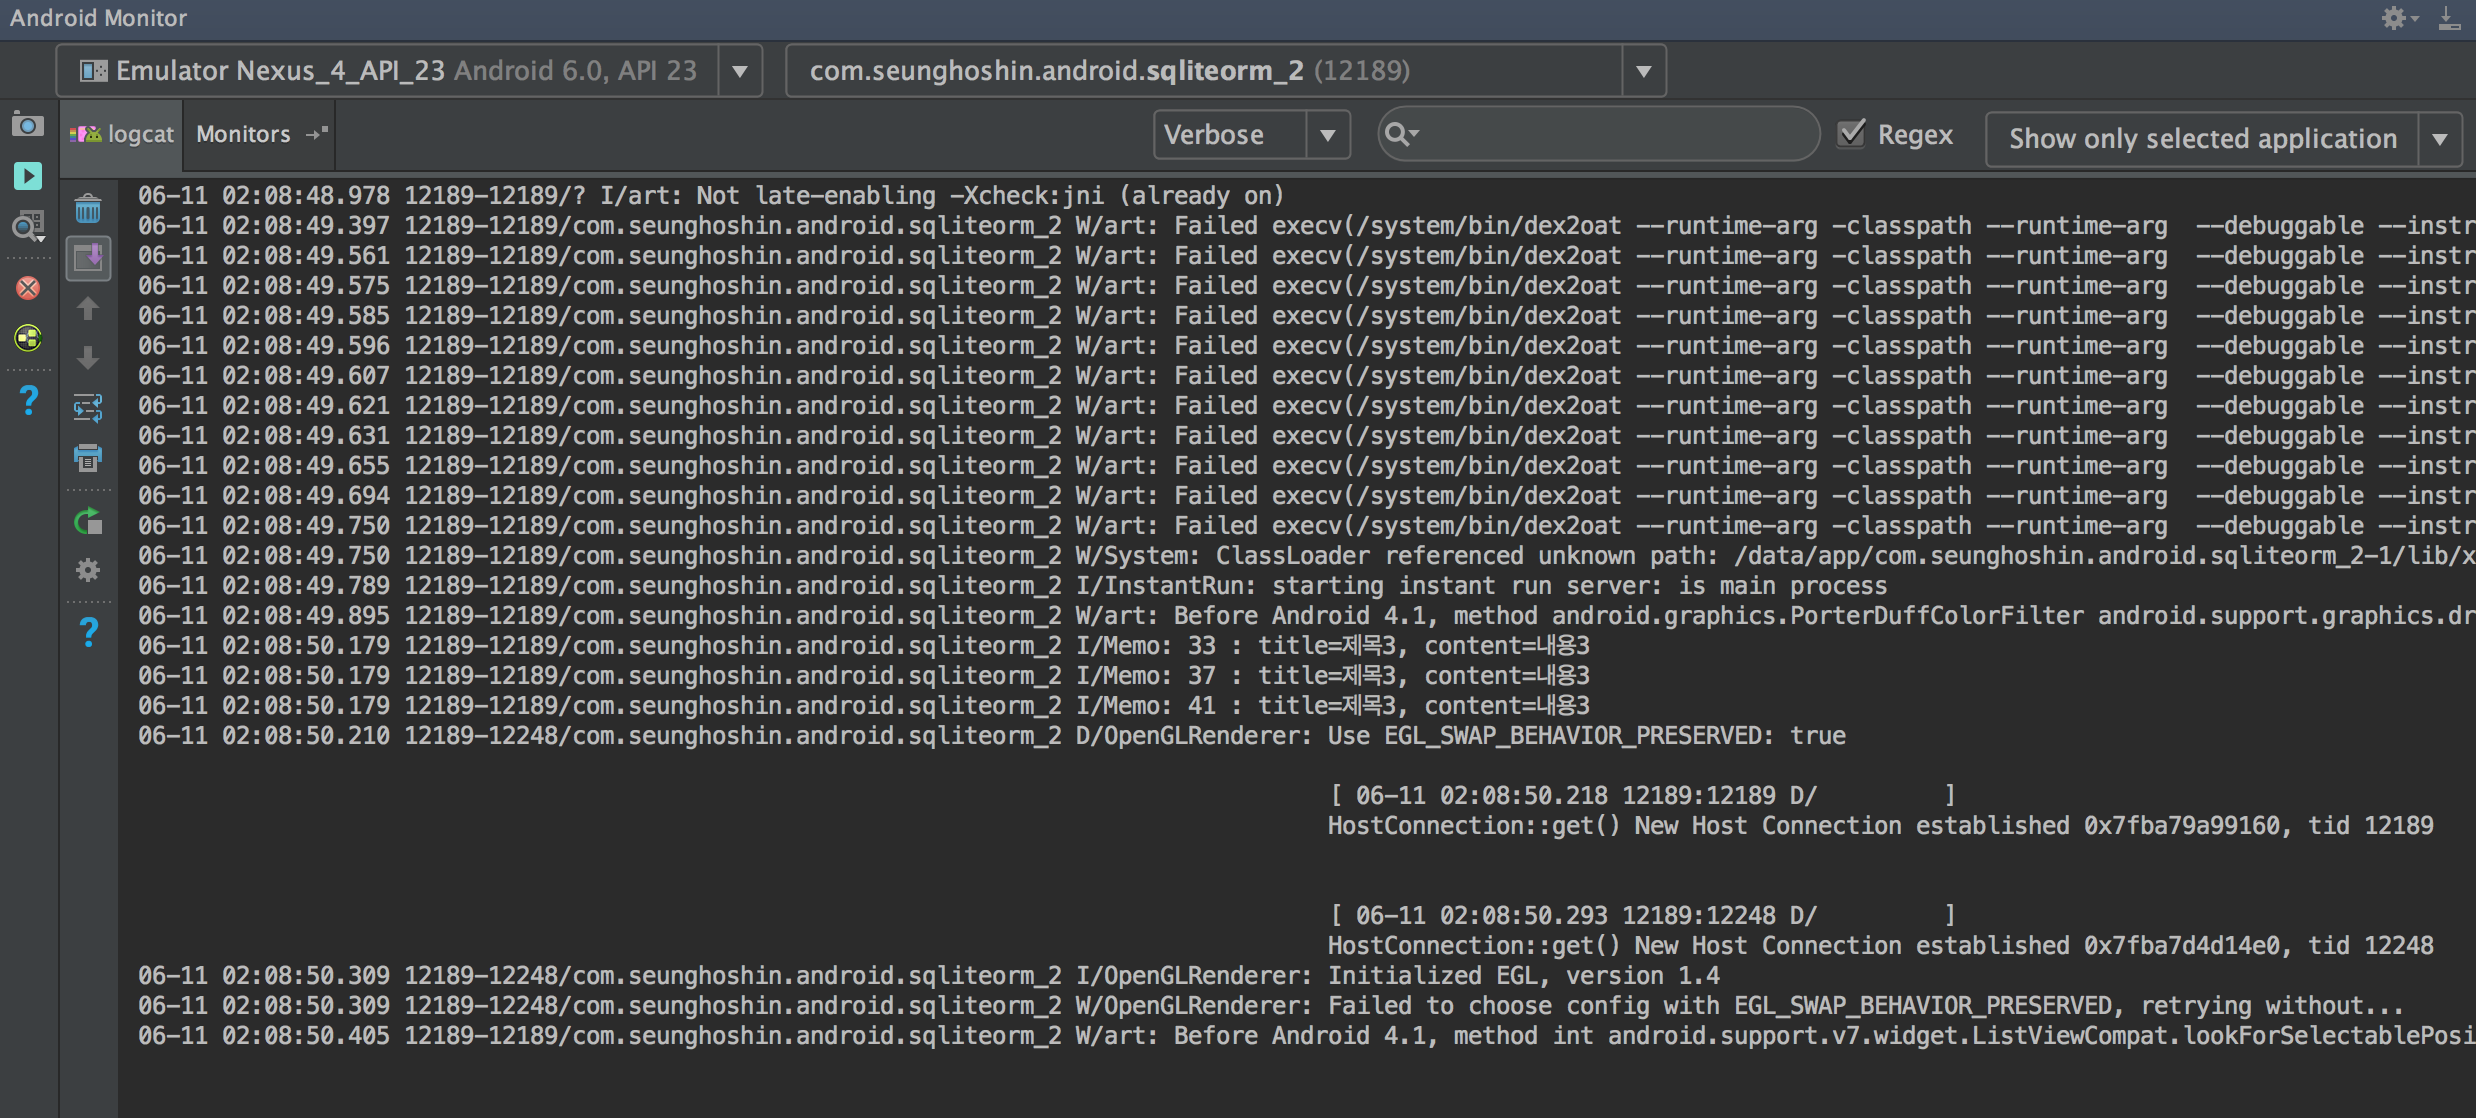 Android Monitor
Emulator Nexus_4_API_23 Android 6.0, API 23
com.seunghoshin.android.sqliteorm_2 (12189)
logcat
Monitors
Verbose
Regex
Show only selected application
06-11 02:08:48.978 12189-12189/? I/art: Not late-enabling -Xcheck:jni (already on)
06-11 02:08:49.397 12189-12189/com.seunghoshin.android.sqliteorm_2 W/art: Failed execv(/system/bin/dex2oat --runtime-arg -classpath --runtime-arg  --debuggable --instr
06-11 02:08:49.561 12189-12189/com.seunghoshin.android.sqliteorm_2 W/art: Failed execv(/system/bin/dex2oat --runtime-arg -classpath --runtime-arg  --debuggable --instr
06-11 02:08:49.575 12189-12189/com.seunghoshin.android.sqliteorm_2 W/art: Failed execv(/system/bin/dex2oat --runtime-arg -classpath --runtime-arg  --debuggable --instr
06-11 02:08:49.585 12189-12189/com.seunghoshin.android.sqliteorm_2 W/art: Failed execv(/system/bin/dex2oat --runtime-arg -classpath --runtime-arg  --debuggable --instr
06-11 02:08:49.596 12189-12189/com.seunghoshin.android.sqliteorm_2 W/art: Failed execv(/system/bin/dex2oat --runtime-arg -classpath --runtime-arg  --debuggable --instr
06-11 02:08:49.607 12189-12189/com.seunghoshin.android.sqliteorm_2 W/art: Failed execv(/system/bin/dex2oat --runtime-arg -classpath --runtime-arg  --debuggable --instr
06-11 02:08:49.621 12189-12189/com.seunghoshin.android.sqliteorm_2 W/art: Failed execv(/system/bin/dex2oat --runtime-arg -classpath --runtime-arg  --debuggable --instr
06-11 02:08:49.631 12189-12189/com.seunghoshin.android.sqliteorm_2 W/art: Failed execv(/system/bin/dex2oat --runtime-arg -classpath --runtime-arg  --debuggable --instr
06-11 02:08:49.655 12189-12189/com.seunghoshin.android.sqliteorm_2 W/art: Failed execv(/system/bin/dex2oat --runtime-arg -classpath --runtime-arg  --debuggable --instr
06-11 02:08:49.694 12189-12189/com.seunghoshin.android.sqliteorm_2 W/art: Failed execv(/system/bin/dex2oat --runtime-arg -classpath --runtime-arg  --debuggable --instr
06-11 02:08:49.750 12189-12189/com.seunghoshin.android.sqliteorm_2 W/art: Failed execv(/system/bin/dex2oat --runtime-arg -classpath --runtime-arg  --debuggable --instr
06-11 02:08:49.750 12189-12189/com.seunghoshin.android.sqliteorm_2 W/System: ClassLoader referenced unknown path: /data/app/com.seunghoshin.android.sqliteorm_2-1/lib/x
06-11 02:08:49.789 12189-12189/com.seunghoshin.android.sqliteorm_2 I/InstantRun: starting instant run server: is main process
06-11 02:08:49.895 12189-12189/com.seunghoshin.android.sqliteorm_2 W/art: Before Android 4.1, method android.graphics.PorterDuffColorFilter android.support.graphics.dr
06-11 02:08:50.179 12189-12189/com.seunghoshin.android.sqliteorm_2 I/Memo: 33 : title=제목3, content=내용3
06-11 02:08:50.179 12189-12189/com.seunghoshin.android.sqliteorm_2 I/Memo: 37 : title=제목3, content=내용3
06-11 02:08:50.179 12189-12189/com.seunghoshin.android.sqliteorm_2 I/Memo: 41 : title=제목3, content=내용3
06-11 02:08:50.210 12189-12248/com.seunghoshin.android.sqliteorm_2 D/OpenGLRenderer: Use EGL_SWAP_BEHAVIOR_PRESERVED: true
[ 06-11 02:08:50.218 12189:12189 D/         ]
HostConnection::get() New Host Connection established 0x7fba79a99160, tid 12189
[ 06-11 02:08:50.293 12189:12248 D/         ]
HostConnection::get() New Host Connection established 0x7fba7d4d14e0, tid 12248
06-11 02:08:50.309 12189-12248/com.seunghoshin.android.sqliteorm_2 I/OpenGLRenderer: Initialized EGL, version 1.4
06-11 02:08:50.309 12189-12248/com.seunghoshin.android.sqliteorm_2 W/OpenGLRenderer: Failed to choose config with EGL_SWAP_BEHAVIOR_PRESERVED, retrying without...
06-11 02:08:50.405 12189-12189/com.seunghoshin.android.sqliteorm_2 W/art: Before Android 4.1, method int android.support.v7.widget.ListViewCompat.lookForSelectablePosi